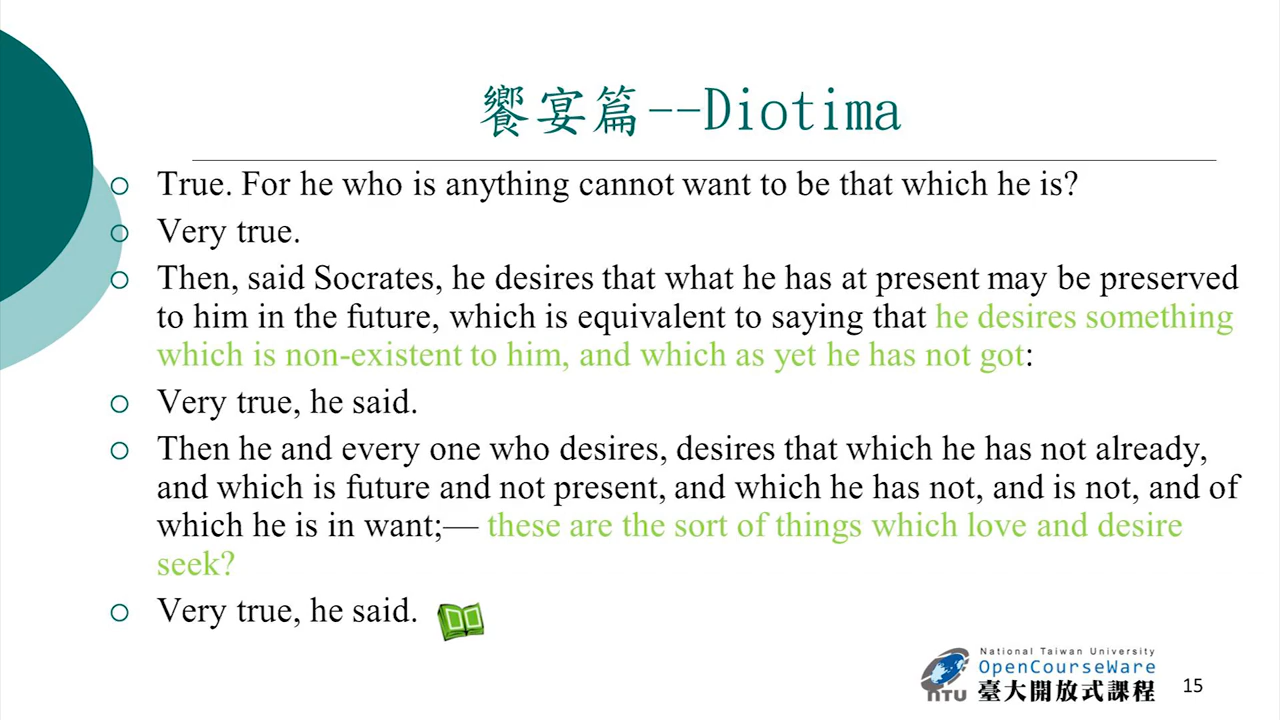 饗宴篇--Diotima
True. For he who is anything cannot want to be that which he is?
Very true.
Then, said Socrates, he desires that what he has at present may be preserved
to him in the future, which is equivalent to saying that he desires something
which is non-existent to him, and which as yet he has not got:
Very true, he said.
Then he and every one who desires, desires that which he has not already,
and which is future and not present, and which he has not, and is not, and of
which he is in want;— these are the sort of things which love and desire
seek?
Very true, he said.
National Taiwan University
OpenCourseWare
臺大開放式課程
NTU
15